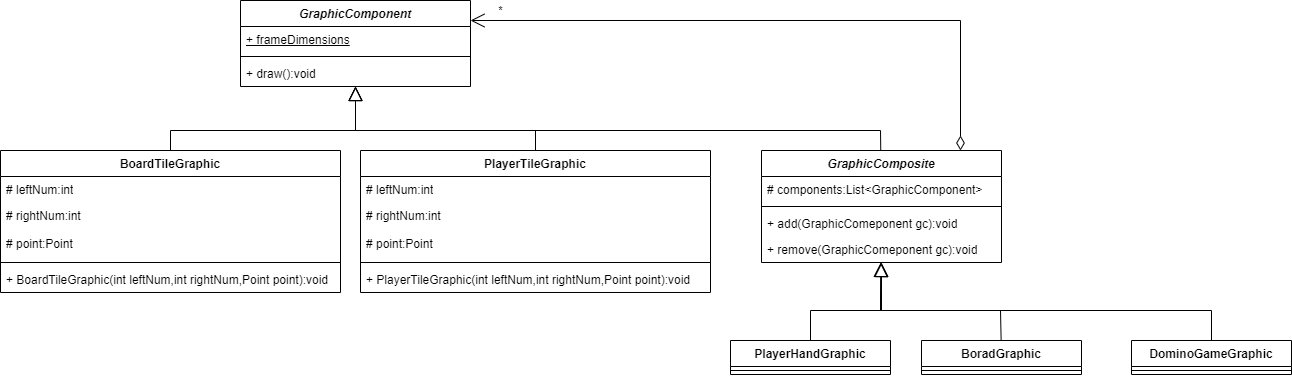 GraphicComponent
*
+ frameDimensions
+ draw():void
BoardTileGraphic
# leftNum:int
# rightNum:int
# point:Point
+ BoardTileGraphic(int leftNum,int rightNum,Point point):void
PlayerTileGraphic
# leftNum:int
# rightNum:int
# point:Point
+ PlayerTileGraphic(int leftNum,int rightNum,Point point):void
GraphicComposite
# components:List<GraphicComponent>
+ add(GraphicComeponent gc):void
+ remove(GraphicComeponent gc):void
PlayerHandGraphic
BoradGraphic
DominoGameGraphic